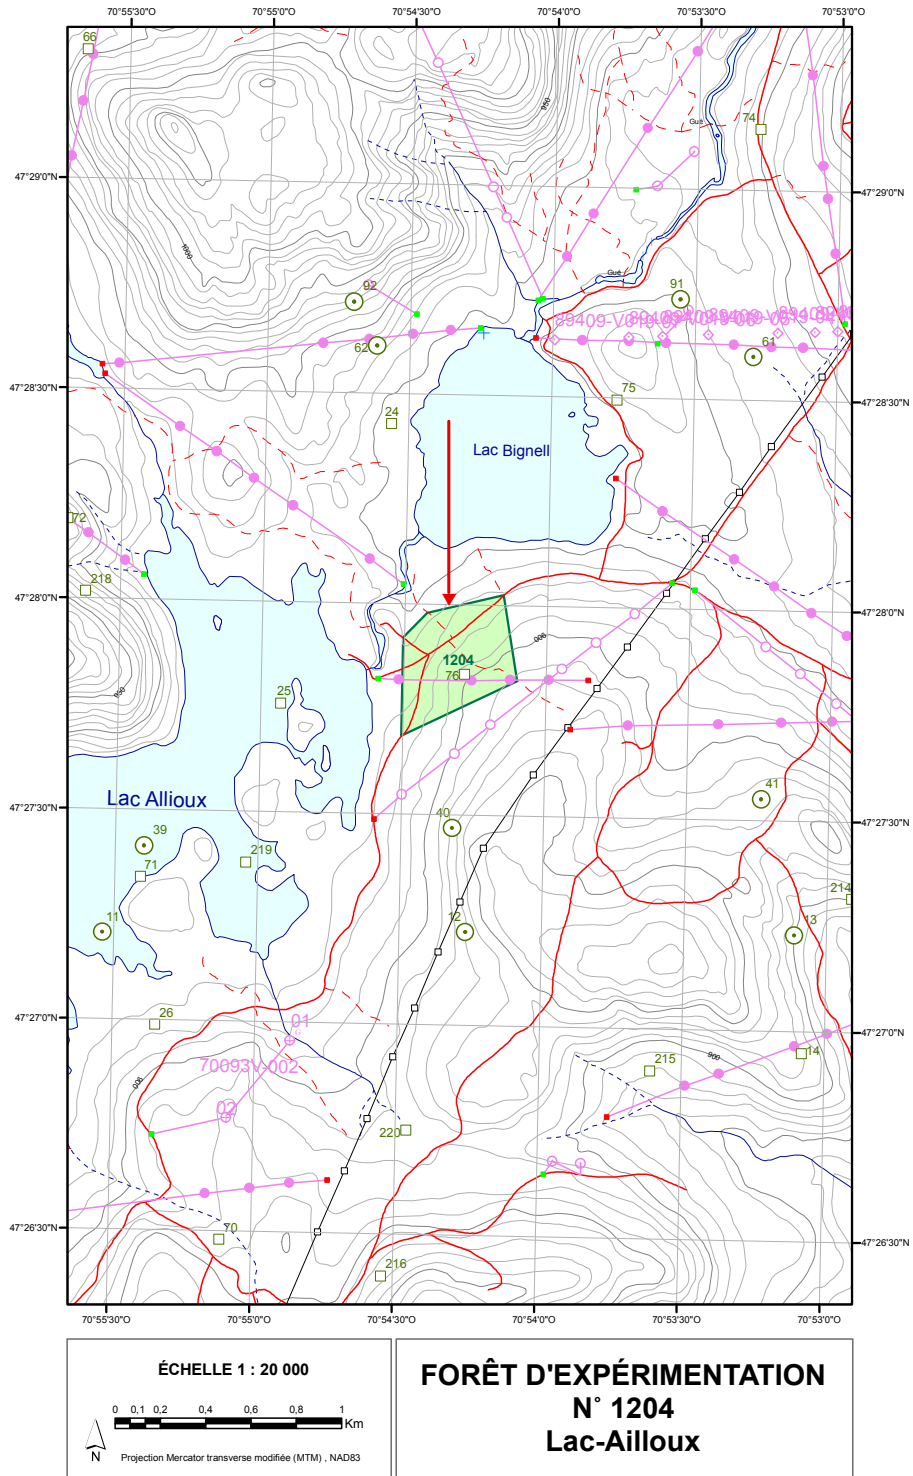 70°55'30"O 70°55'0"O 70°54'30"O 70°54'0"O 70°53'30"O 70°53'0"O
66
950
Gué
74
47°29'0"N 47°29'0"N
1000
Gué
92
91
62
61
47°28'30"N 47°28'30"N
75
24
Lac Bignell
72
218
47°28'0"N 47°28'0"N
900
1204
76
950
25
Lac Allioux
41
47°27'30"N 47°27'30"N
40
39
71
219
214
11
12
13
47°27'0"N 47°27'0"N
26
01
14
900
215
70093V-002
900
02
220
70
47°26'30"N 47°26'30"N
216
70°55'30"O 70°55'0"O 70°54'30"O 70°54'0"O 70°53'30"O 70°53'0"O
ÉCHELLE 1 : 20 000
0 0,1 0,2 0,4 0,6 0,8 1
Km
N
Projection Mercator transverse modifiée (MTM) , NAD83
FORÊT D'EXPÉRIMENTATION
N° 1204
Lac-Ailloux